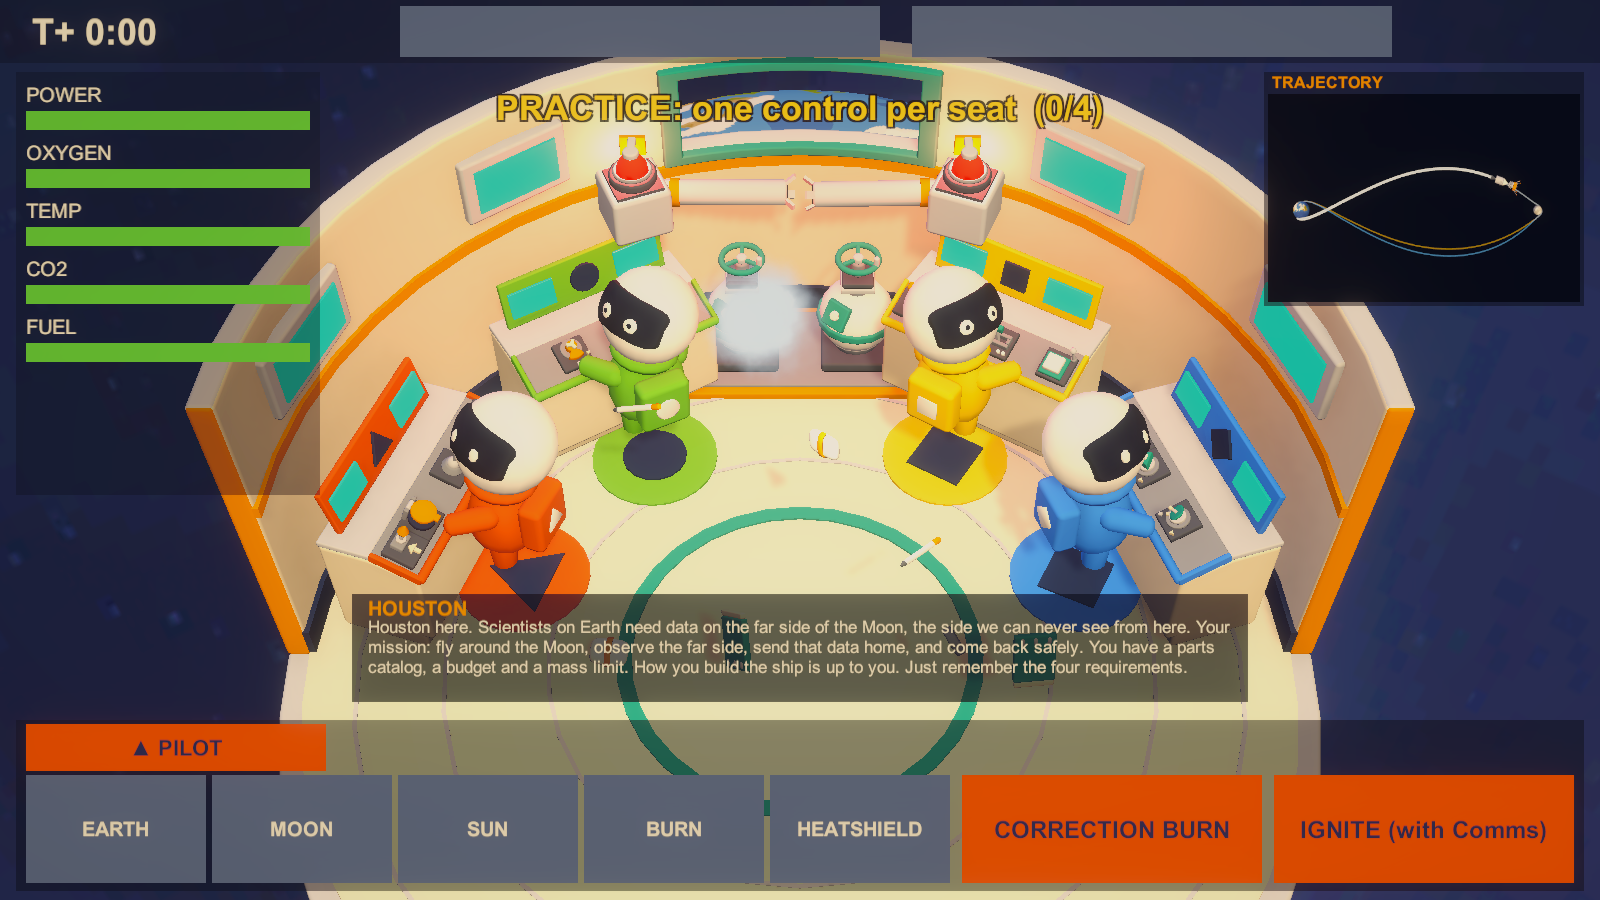 T+ 0:00
POWER
OXYGEN
TEMP
CO2
FUEL
PRACTICE: one control per seat (0/4)
TRAJECTORY
HOUSTON
Houston here. Scientists on Earth need data on the far side of the Moon, the side we can never see from here. Your
mission: fly around the Moon, observe the far side, send that data home, and come back safely. You have a parts
catalog, a budget and a mass limit. How you build the ship is up to you. Just remember the four requirements.
▲ PILOT
EARTH
MOON
SUN
BURN
HEATSHIELD
CORRECTION BURN
IGNITE (with Comms)